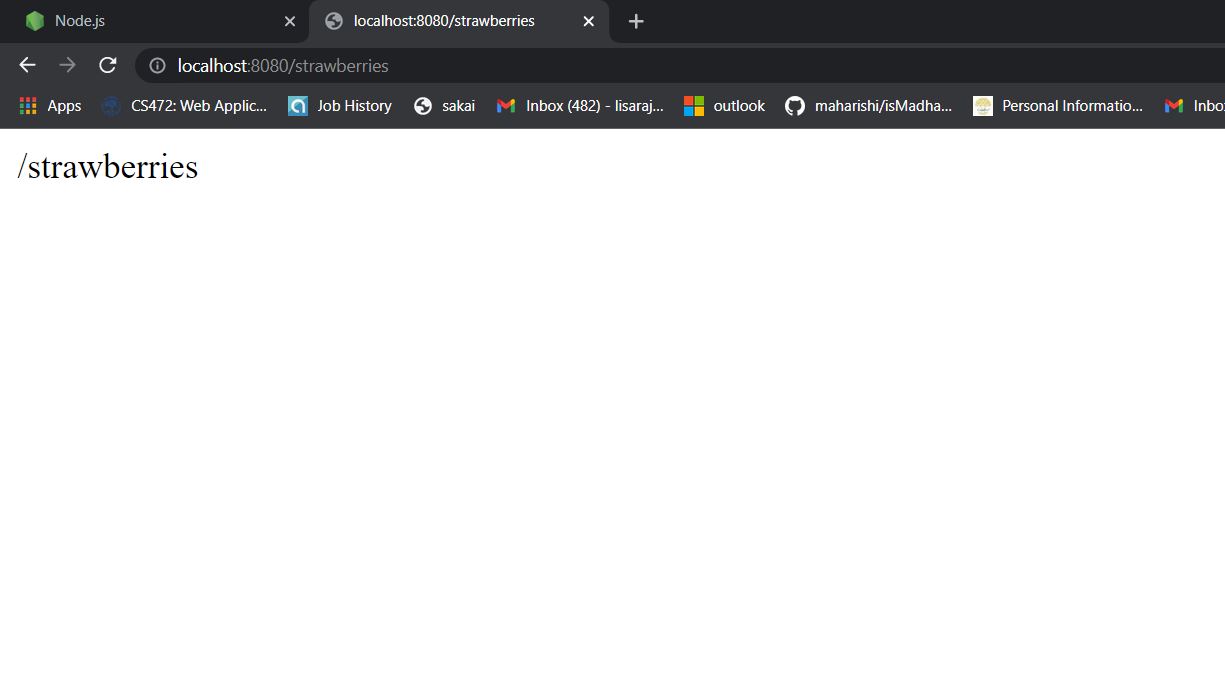 Node.js localhost:8080/strawberries
localhost:8080/strawberries
Apps CS472: Web Applic... Job History sakai Inbox (482) - lisaraj... outlook maharishi/isMadha... Personal Informatio... Inbo
/strawberries